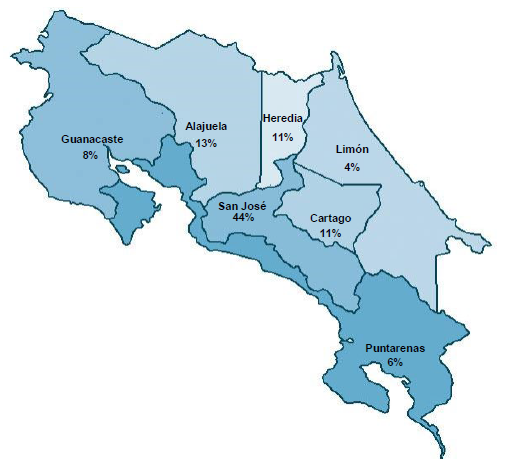 Guanacaste
8%
Alajuela
13%
Heredia
11%
Limón
4%
San José
44%
Cartago
11%
Puntarenas
6%